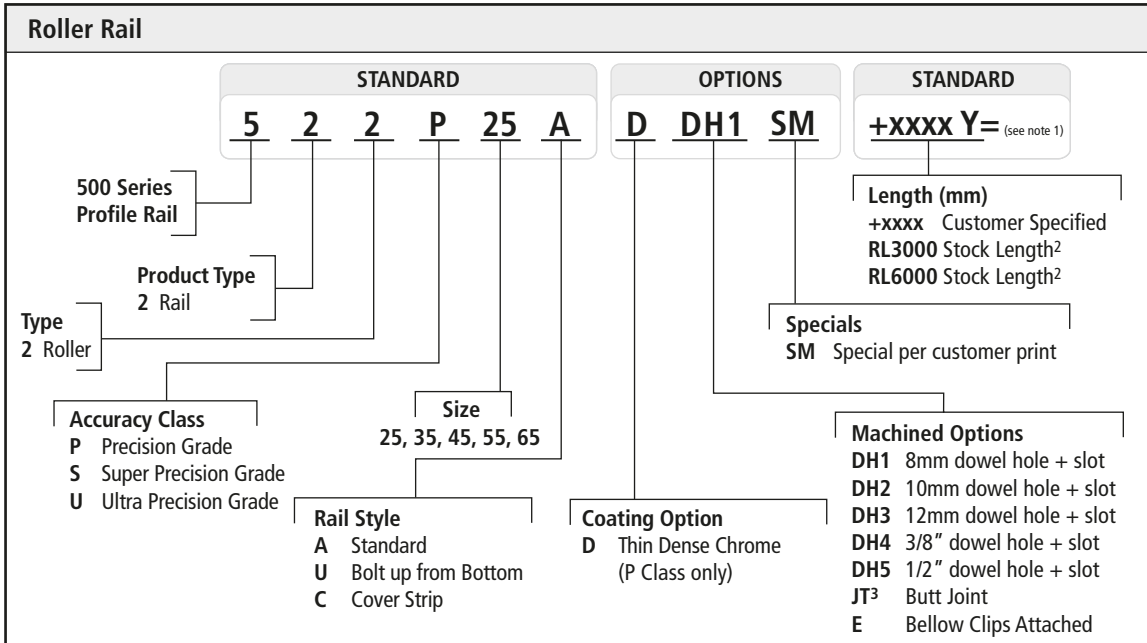 Roller Rail
STANDARD
OPTIONS
STANDARD
5 2 2 P 25 A D DH1 SM +xxxx Y= (see note 1)
500 Series
Profile Rail
Product Type
2 Rail
Type
2 Roller
Accuracy Class
P Precision Grade
S Super Precision Grade
U Ultra Precision Grade
Size
25, 35, 45, 55, 65
Rail Style
A Standard
U Bolt up from Bottom
C Cover Strip
Coating Option
D Thin Dense Chrome
(P Class only)
Length (mm)
+xxxx Customer Specified
RL3000 Stock Length²
RL6000 Stock Length²
Specials
SM Special per customer print
Machined Options
DH1 8mm dowel hole + slot
DH2 10mm dowel hole + slot
DH3 12mm dowel hole + slot
DH4 3/8” dowel hole + slot
DH5 1/2” dowel hole + slot
JT³ Butt Joint
E Bellow Clips Attached